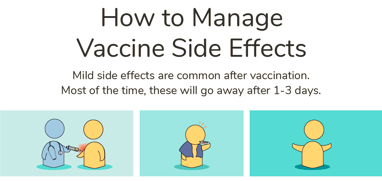 How to Manage
Vaccine Side Effects
Mild side effects are common after vaccination.
Most of the time, these will go away after 1-3 days.